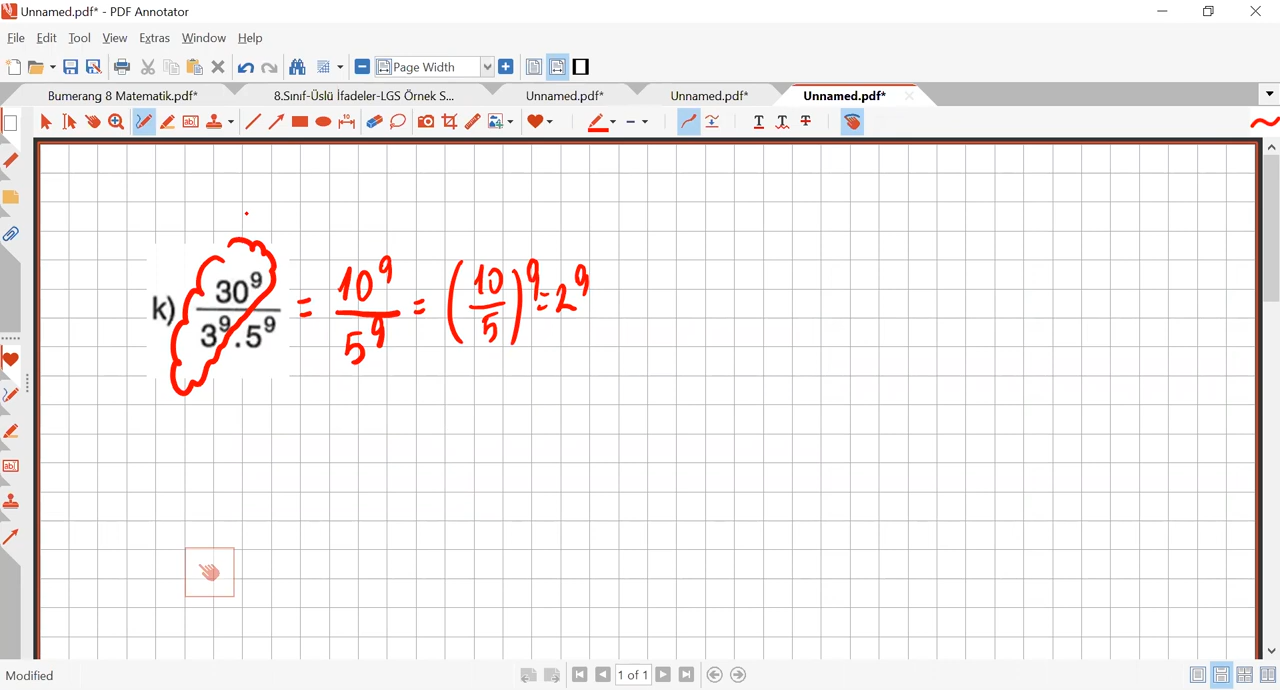 Unnamed.pdf* - PDF Annotator
File Edit Tool View Extras Window Help
Page Width
Bumerang 8 Matematik.pdf* 8.Sınıf-Üslü İfadeler-LGS Örnek S... Unnamed.pdf* Unnamed.pdf* Unnamed.pdf*
k) 30⁹ / 3⁹.5⁹ = 10⁹ / 5⁹ = (10/5)⁹ = 2⁹
Modified
1 of 1